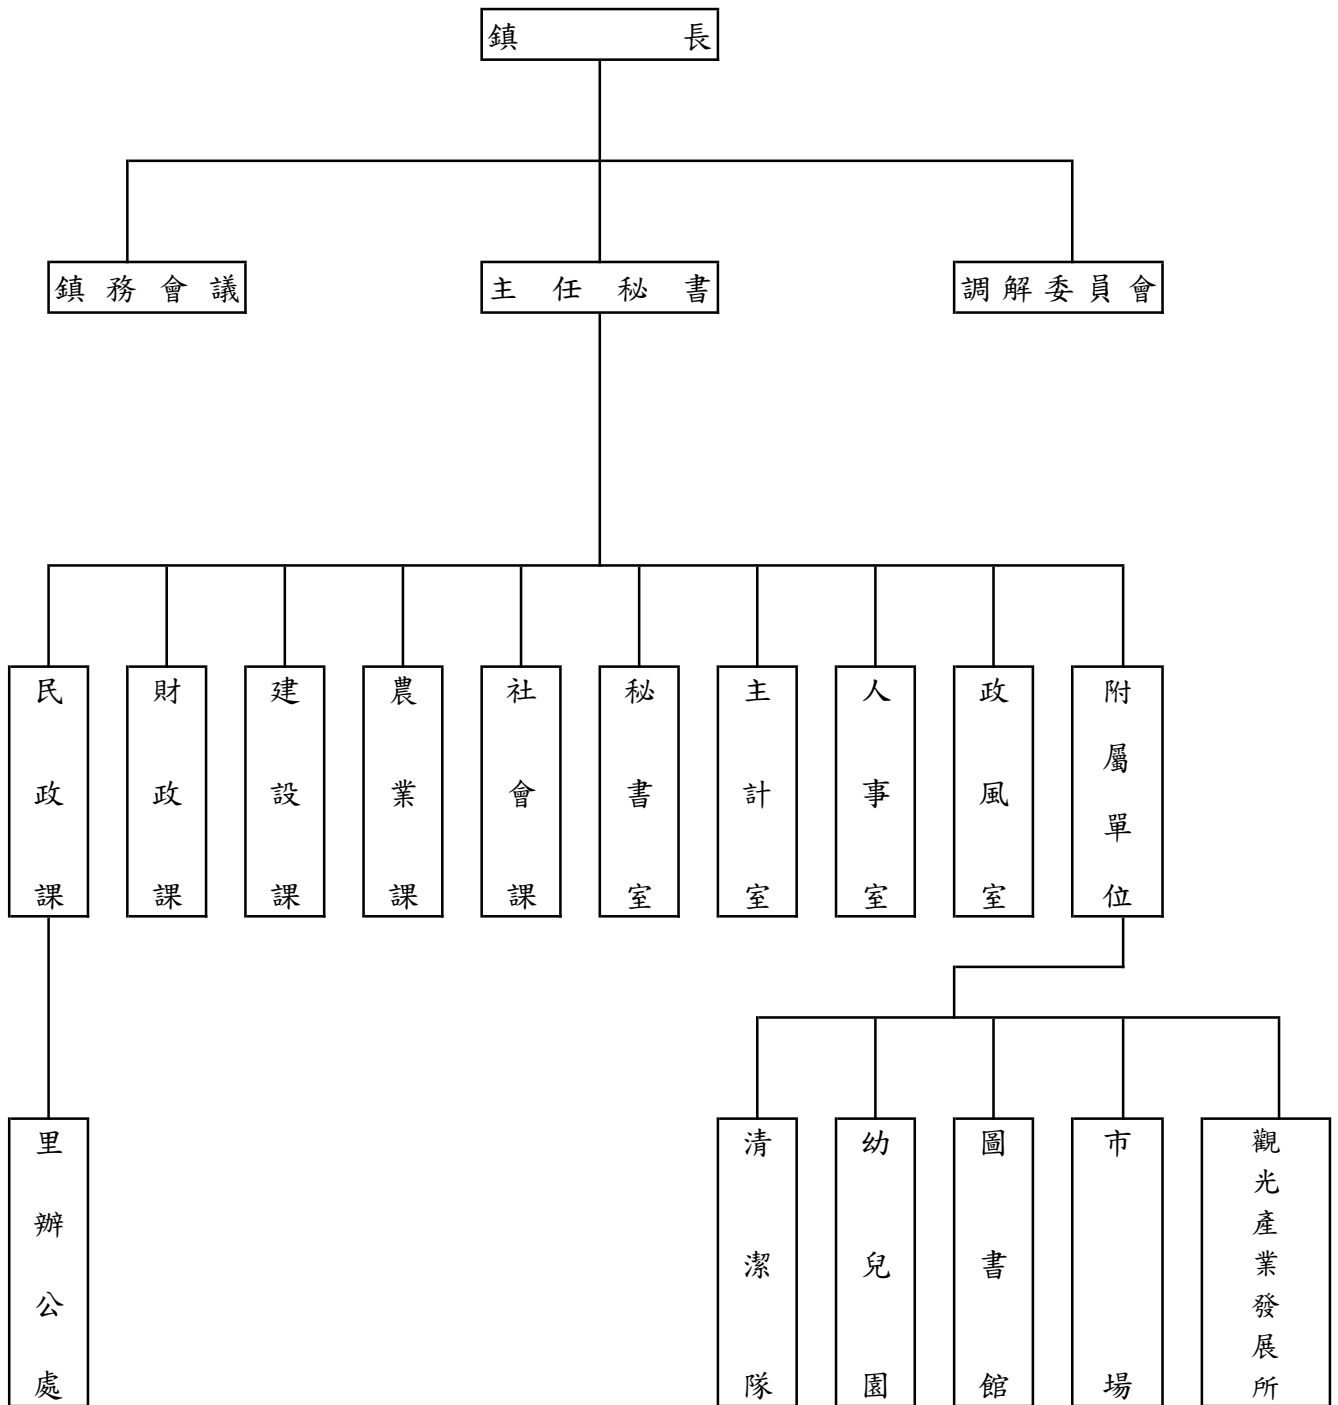 鎮長
鎮務會議
主任秘書
調解委員會
民政課
財政課
建設課
農業課
社會課
秘書室
主計室
人事室
政風室
附屬單位
里辦公處
清潔隊
幼兒園
圖書館
市場
觀光產業發展所